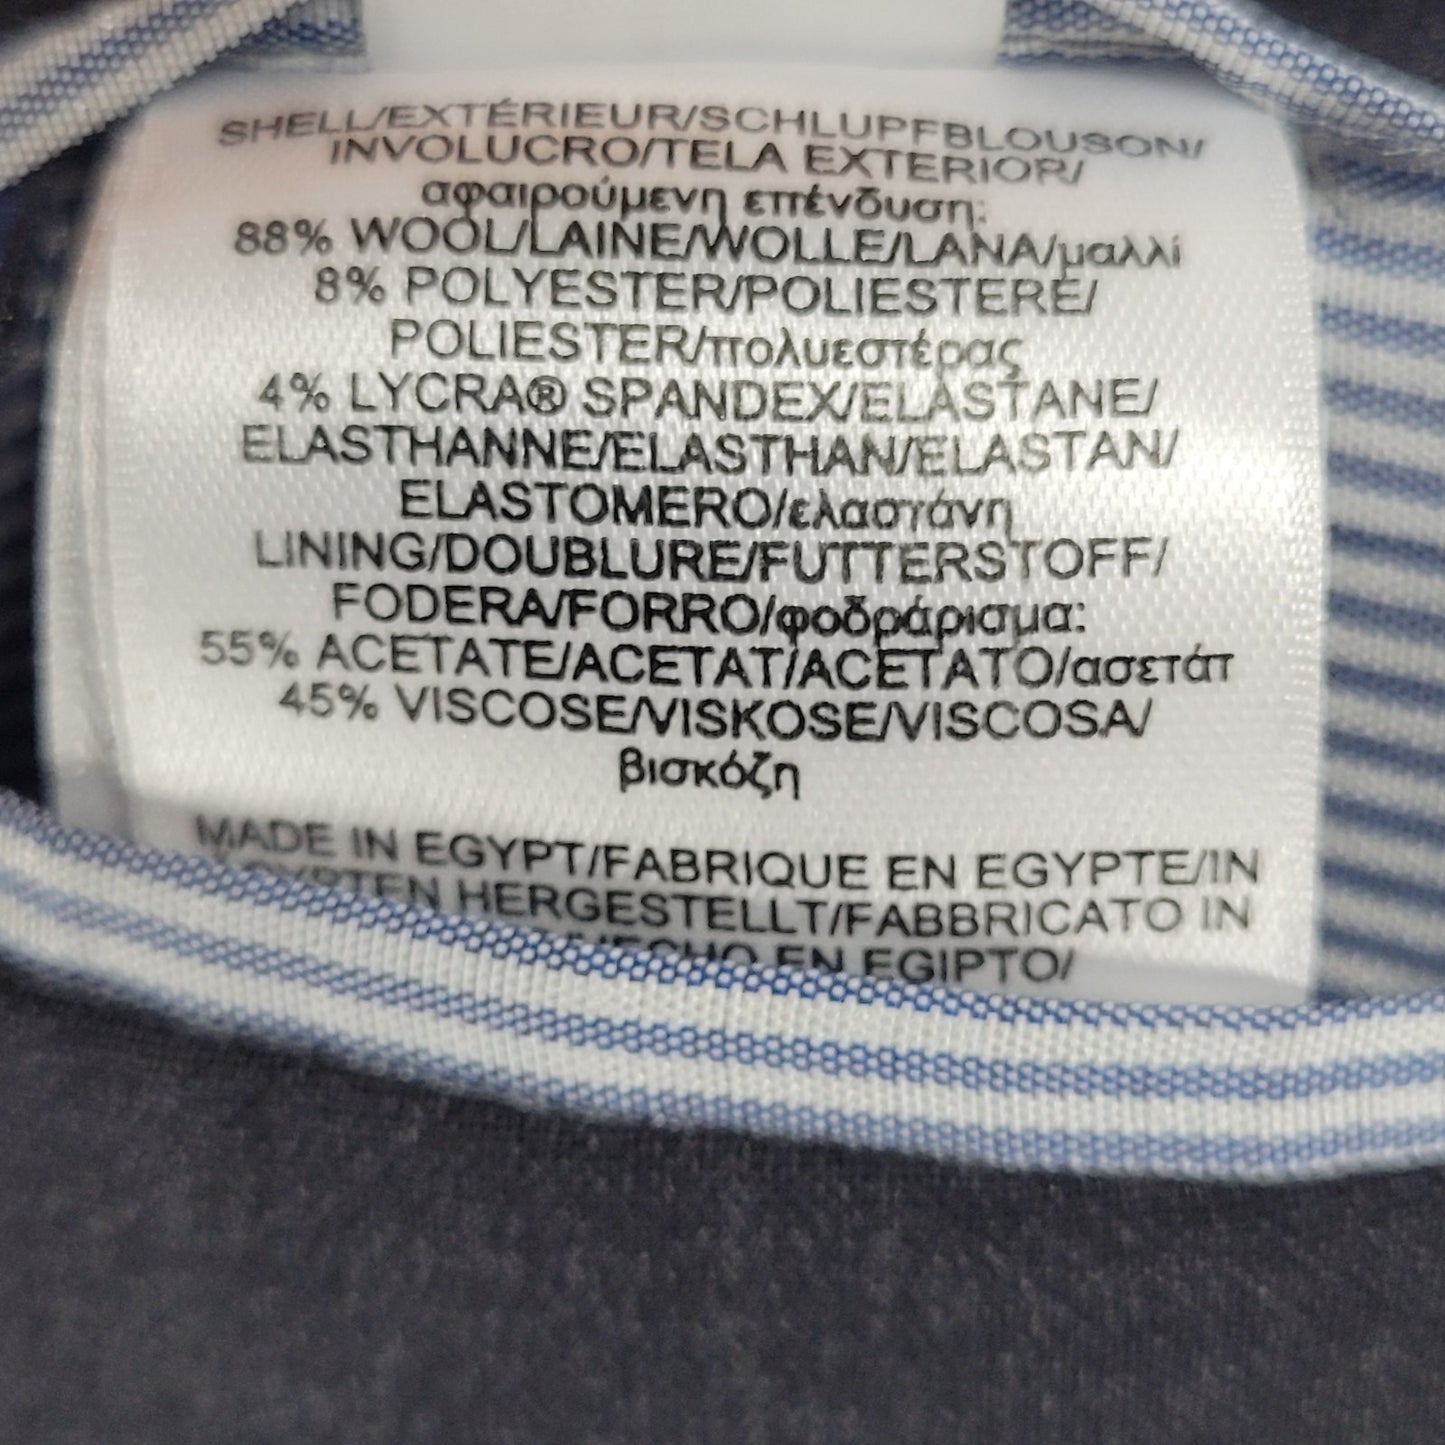 SHELL/EXTÉRIEUR/SCHLUPFBLOUSON/
INVOLUCRO/TELA EXTERIOR/
αφαιρούμενη επένδυση:
88% WOOL/LAINE/WOLLE/LANA/μαλλί
8% POLYESTER/POLIESTERE/
POLIESTER/πολυεστέρας
4% LYCRA® SPANDEX/ELASTANE/
ELASTHANNE/ELASTHAN/ELASTAN/
ELASTOMERO/ελαστάνη
LINING/DOUBLURE/FUTTERSTOFF/
FODERA/FORRO/φοδράρισμα:
55% ACETATE/ACETAT/ACETATO/ασετάτ
45% VISCOSE/VISKOSE/VISCOSA/
βισκόζη
MADE IN EGYPT/FABRIQUE EN EGYPTE/IN
HERGESTELLT/FABBRICATO IN
EN EGIPTO/